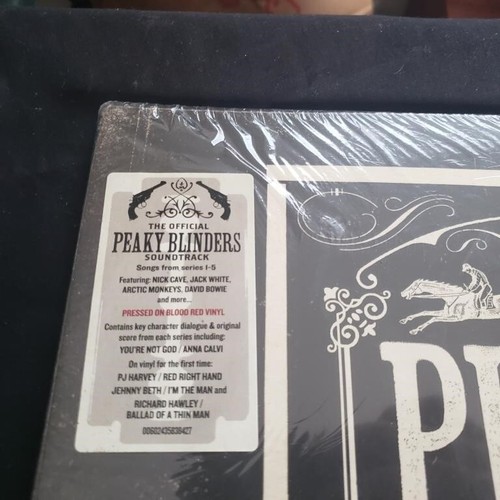 THE OFFICIAL
PEAKY BLINDERS
SOUNDTRACK
Songs from series 1-5
Featuring: NICK CAVE, JACK WHITE,
ARCTIC MONKEYS, DAVID BOWIE
and more...
PRESSED ON BLOOD RED VINYL
Contains key character dialogue & original
score from each series including:
YOU'RE NOT GOD / ANNA CALVI
On vinyl for the first time:
PJ HARVEY / RED RIGHT HAND
JEHNNY BETH / I'M THE MAN and
RICHARD HAWLEY /
BALLAD OF A THIN MAN
00602435838427
PE